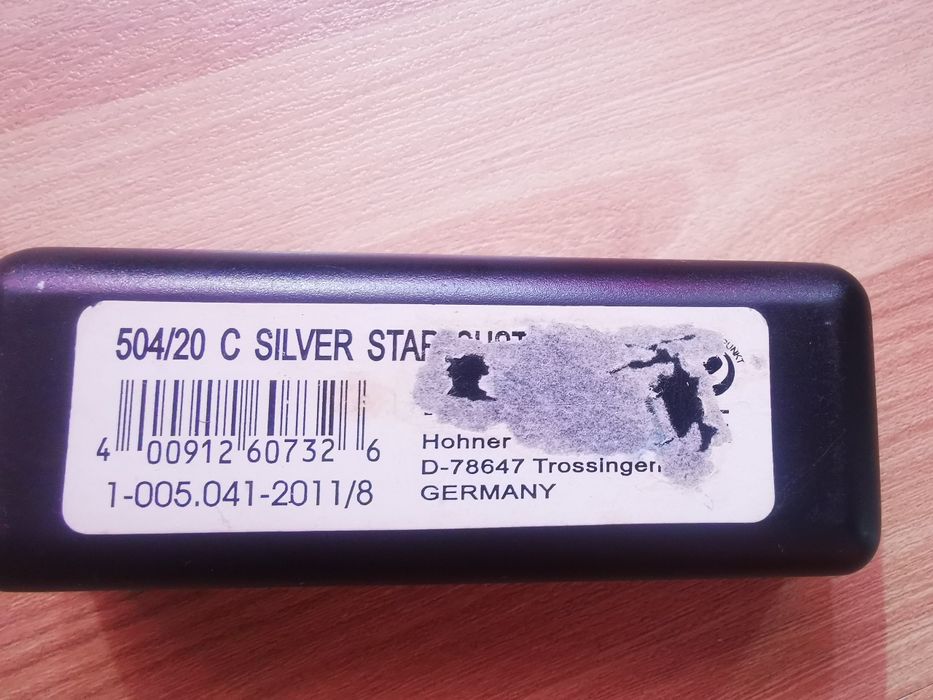 504/20 C SILVER
4 00912 60732 6
1-005.041-2011/8
Hohner
D-78647 Trossingen
GERMANY